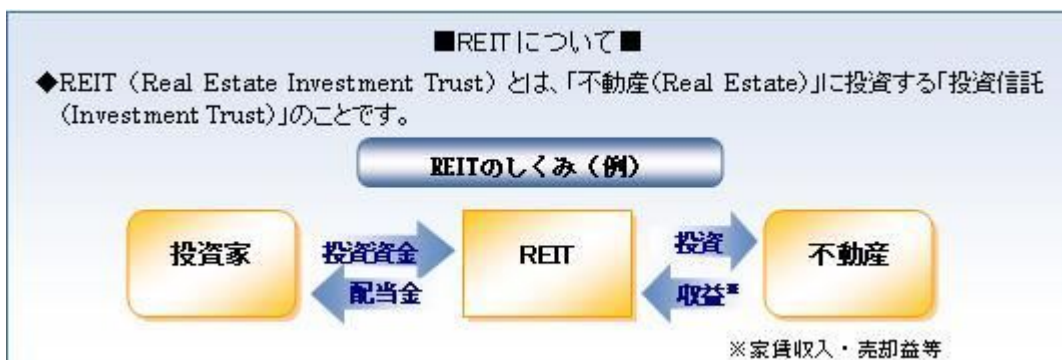 ■REITについて■
◆REIT（Real Estate Investment Trust）とは、「不動産(Real Estate)」に投資する「投資信託
(Investment Trust)」のことです。
REITのしくみ（例）
投資家
投資資金
配当金
REIT
投資
収益※
不動産
※家賃収入・売却益等